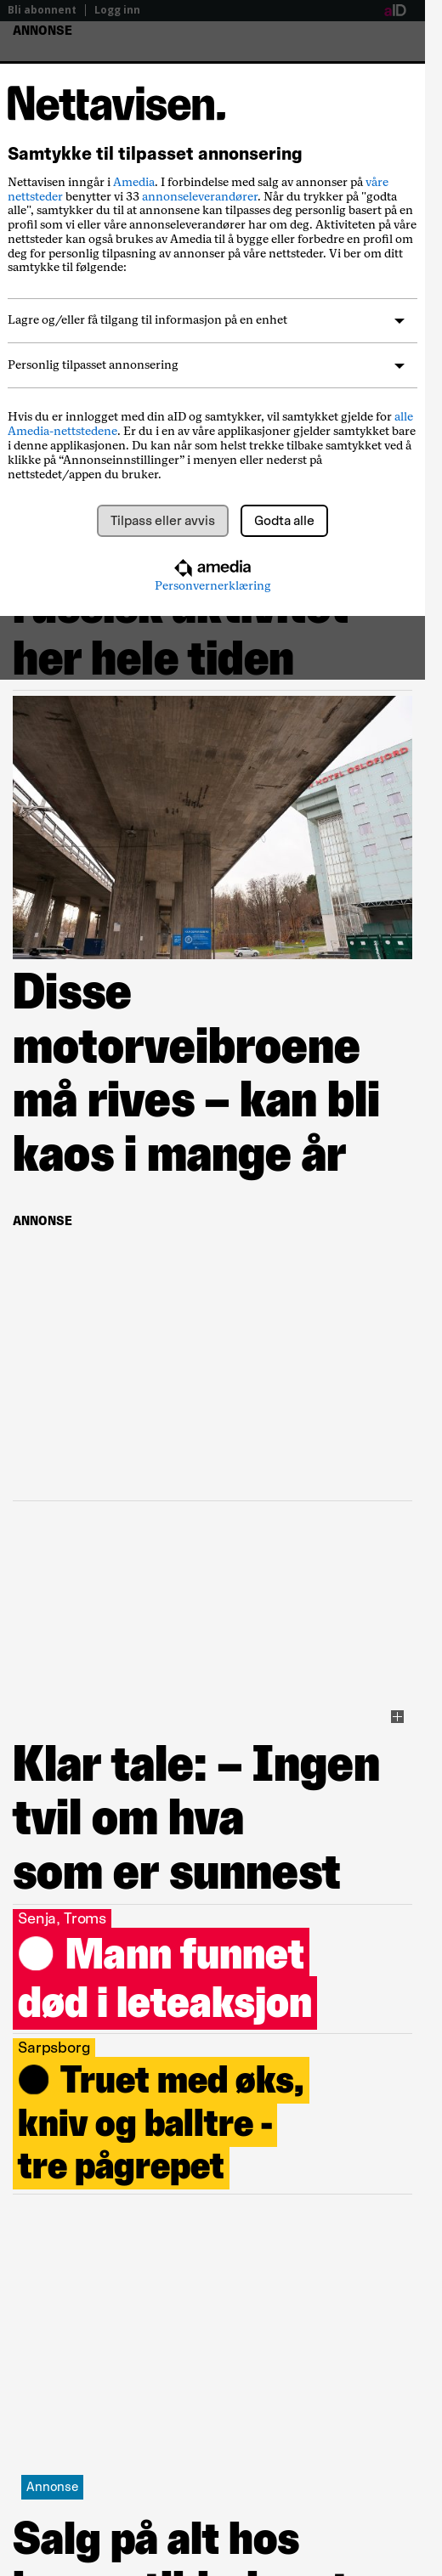 Bli abonnent
Logg inn
aID
ANNONSE
Nettavisen.
Samtykke til tilpasset annonsering
Nettavisen inngår i Amedia. I forbindelse med salg av annonser på våre
nettsteder benytter vi 33 annonseleverandører. Når du trykker på "godta
alle", samtykker du til at annonsene kan tilpasses deg personlig basert på en
profil som vi eller våre annonseleverandører har om deg. Aktiviteten på våre
nettsteder kan også brukes av Amedia til å bygge eller forbedre en profil om
deg for personlig tilpasning av annonser på våre nettsteder. Vi ber om ditt
samtykke til følgende:
Lagre og/eller få tilgang til informasjon på en enhet
Personlig tilpasset annonsering
Hvis du er innlogget med din aID og samtykker, vil samtykket gjelde for alle
Amedia-nettstedene. Er du i en av våre applikasjoner gjelder samtykket bare
i denne applikasjonen. Du kan når som helst trekke tilbake samtykket ved å
klikke på “Annonseinnstillinger” i menyen eller nederst på
nettstedet/appen du bruker.
Tilpass eller avvis
Godta alle
amedia
Personvernerklæring
russisk aktivitet
her hele tiden
HOTEL OSLOFJORD
Disse
motorveibroene
må rives – kan bli
kaos i mange år
ANNONSE
Klar tale: – Ingen
tvil om hva
som er sunnest
Senja, Troms
Mann funnet
død i leteaksjon
Sarpsborg
Truet med øks,
kniv og balltre -
tre pågrepet
Annonse
Salg på alt hos